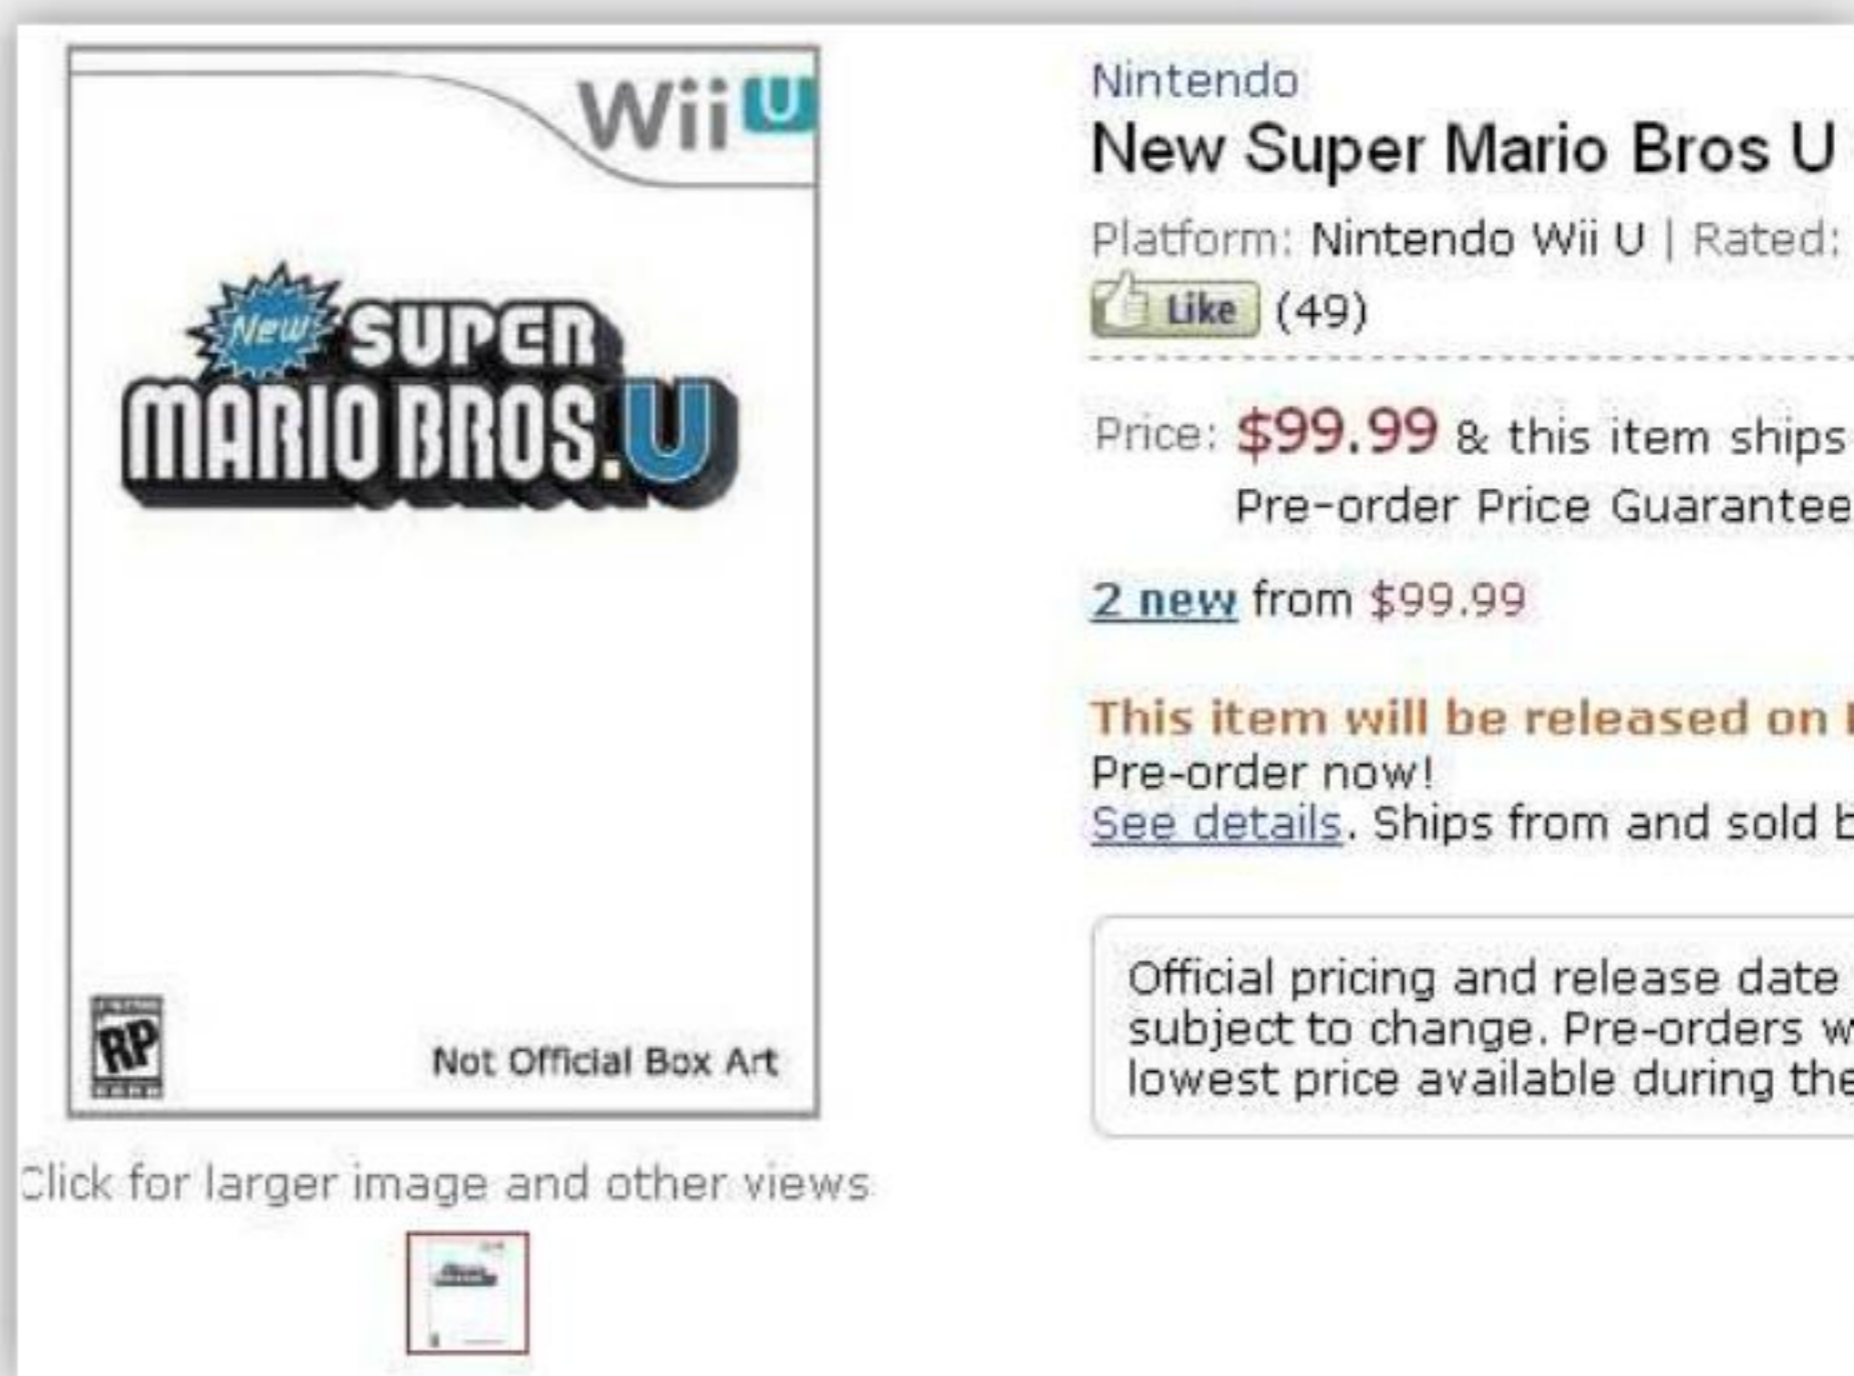 Wii U
New SUPER
MARIO BROS.U
RP
Not Official Box Art
Click for larger image and other views
Nintendo
New Super Mario Bros U
Platform: Nintendo Wii U | Rated:
Like (49)
Price: $99.99 & this item ships
Pre-order Price Guarantee
2 new from $99.99
This item will be released on
Pre-order now!
See details. Ships from and sold b
Official pricing and release date
subject to change. Pre-orders w
lowest price available during the